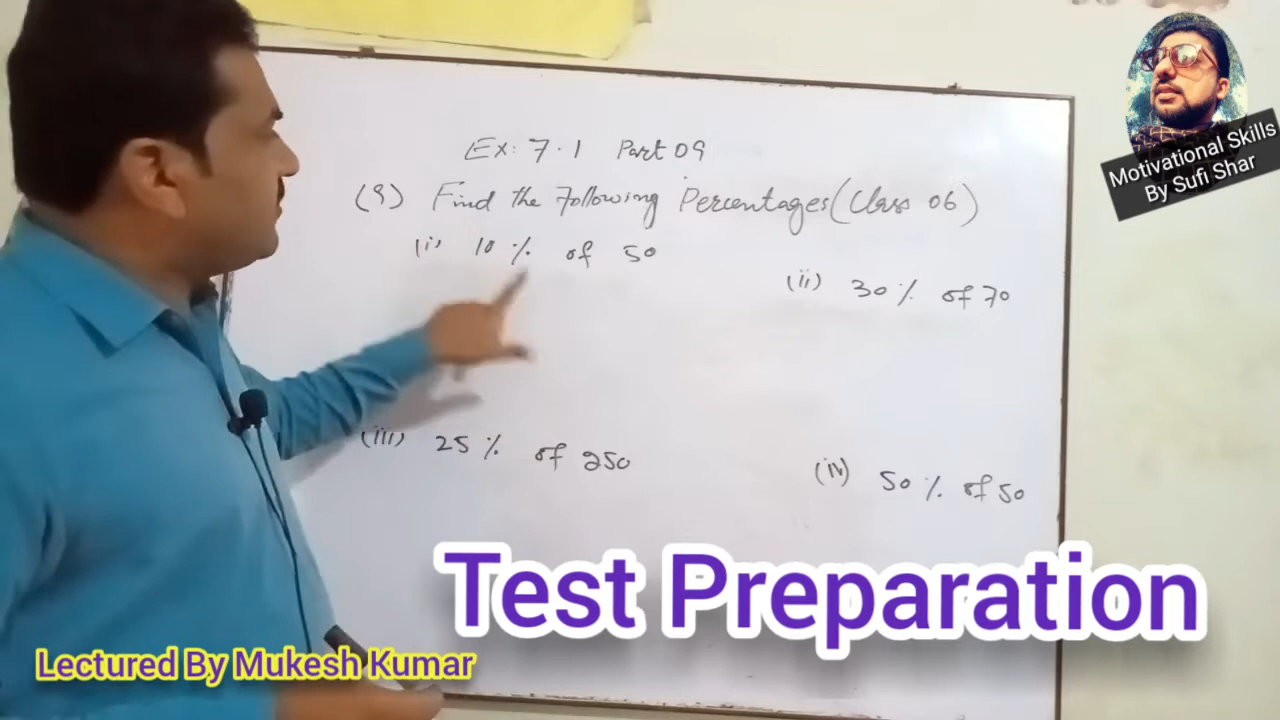 Ex: 7.1 Part 09
(9) Find the Following Percentages (Class 06)
(i) 10 % of 50
(ii) 30 % of 70
(iii) 25 % of 250
(iv) 50 % of 50
Test Preparation
Lectured By Mukesh Kumar
Motivational Skills
By Sufi Shar